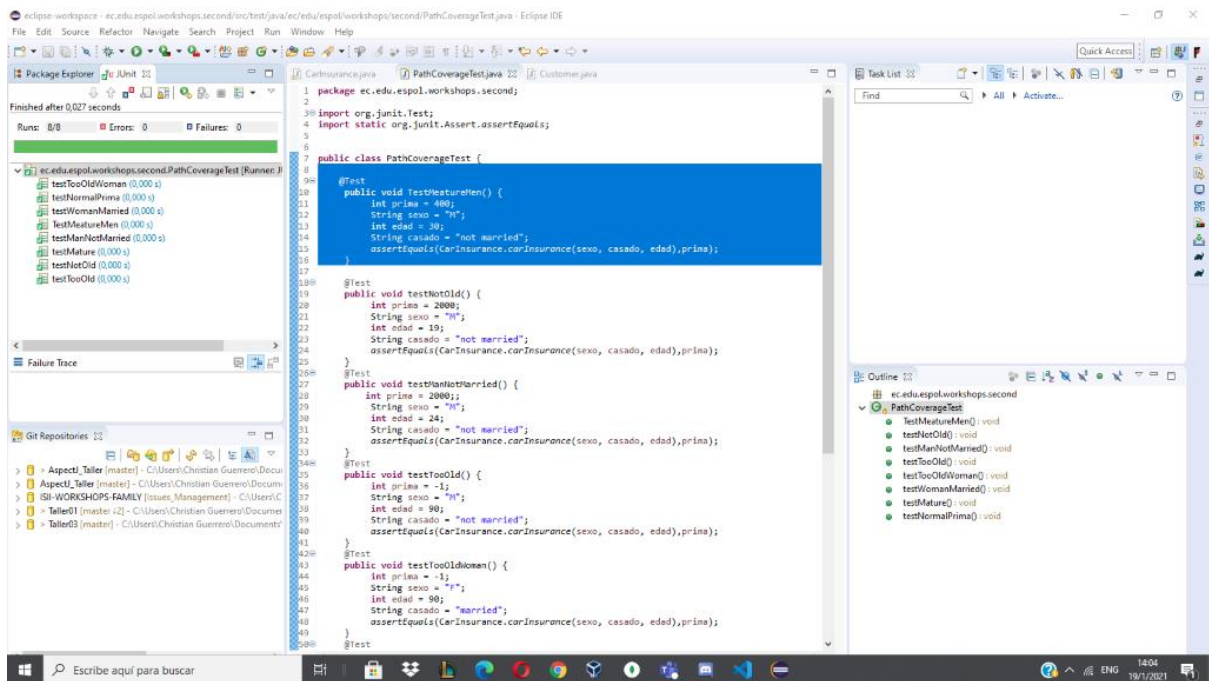 eclipse-workspace - ec.edu.espol.workshops.second/src/test/java/ec/edu/espol/workshops/second/PathCoverageTest.java - Eclipse IDE
File Edit Source Refactor Navigate Search Project Run Window Help
Quick Access
Package Explorer JUnit
Finished after 0,027 seconds
Runs: 8/8 Errors: 0 Failures: 0
ec.edu.espol.workshops.second.PathCoverageTest [Runner: J
testTooOldWoman (0,000 s)
testNormalPrima (0,000 s)
testWomanMarried (0,000 s)
TestMeatureMen (0,000 s)
testManNotMarried (0,000 s)
testMature (0,000 s)
testNotOld (0,000 s)
testTooOld (0,000 s)
Failure Trace
Git Repositories
> AspectJ_Taller [master] - C:\Users\Christian Guerrero\Docu
AspectJ_Taller [master] - C:\Users\Christian Guerrero\Docum
ISII-WORKSHOPS-FAMILY [Issues_Management] - C:\Users\C
> Taller01 [master ↓2] - C:\Users\Christian Guerrero\Documer
> Taller03 [master] - C:\Users\Christian Guerrero\Documents\
CarInsurance.java PathCoverageTest.java Customer.java
1 package ec.edu.espol.workshops.second;
2
3 import org.junit.Test;
4 import static org.junit.Assert.assertEquals;
5
6
7 public class PathCoverageTest {
8
9 @Test
10 public void TestMeatureMen() {
11 int prima = 400;
12 String sexo = "M";
13 int edad = 30;
14 String casado = "not married";
15 assertEquals(CarInsurance.carInsurance(sexo, casado, edad),prima);
16 }
17
18 @Test
19 public void testNotOld() {
20 int prima = 2000;
21 String sexo = "M";
22 int edad = 19;
23 String casado = "not married";
24 assertEquals(CarInsurance.carInsurance(sexo, casado, edad),prima);
25 }
26 @Test
27 public void testManNotMarried() {
28 int prima = 2000;;
29 String sexo = "M";
30 int edad = 24;
31 String casado = "not married";
32 assertEquals(CarInsurance.carInsurance(sexo, casado, edad),prima);
33 }
34 @Test
35 public void testTooOld() {
36 int prima = -1;
37 String sexo = "M";
38 int edad = 90;
39 String casado = "not married";
40 assertEquals(CarInsurance.carInsurance(sexo, casado, edad),prima);
41 }
42 @Test
43 public void testTooOldWoman() {
44 int prima = -1;
45 String sexo = "F";
46 int edad = 90;
47 String casado = "married";
48 assertEquals(CarInsurance.carInsurance(sexo, casado, edad),prima);
49 }
50 @Test
Task List
Find All Activate...
Outline
ec.edu.espol.workshops.second
PathCoverageTest
TestMeatureMen() : void
testNotOld() : void
testManNotMarried() : void
testTooOld() : void
testTooOldWoman() : void
testWomanMarried() : void
testMature() : void
testNormalPrima() : void
Escribe aquí para buscar
ENG
14:04
19/1/2021